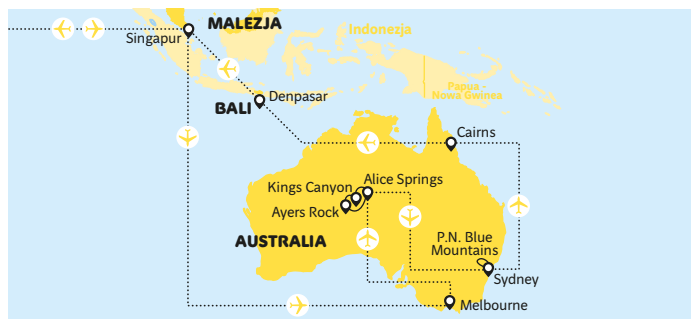 MALEZJA
Singapur
Indonezja
Papua -
Nowa Gwinea
Denpasar
BALI
Cairns
Kings Canyon
Alice Springs
Ayers Rock
P.N. Blue
Mountains
AUSTRALIA
Sydney
Melbourne